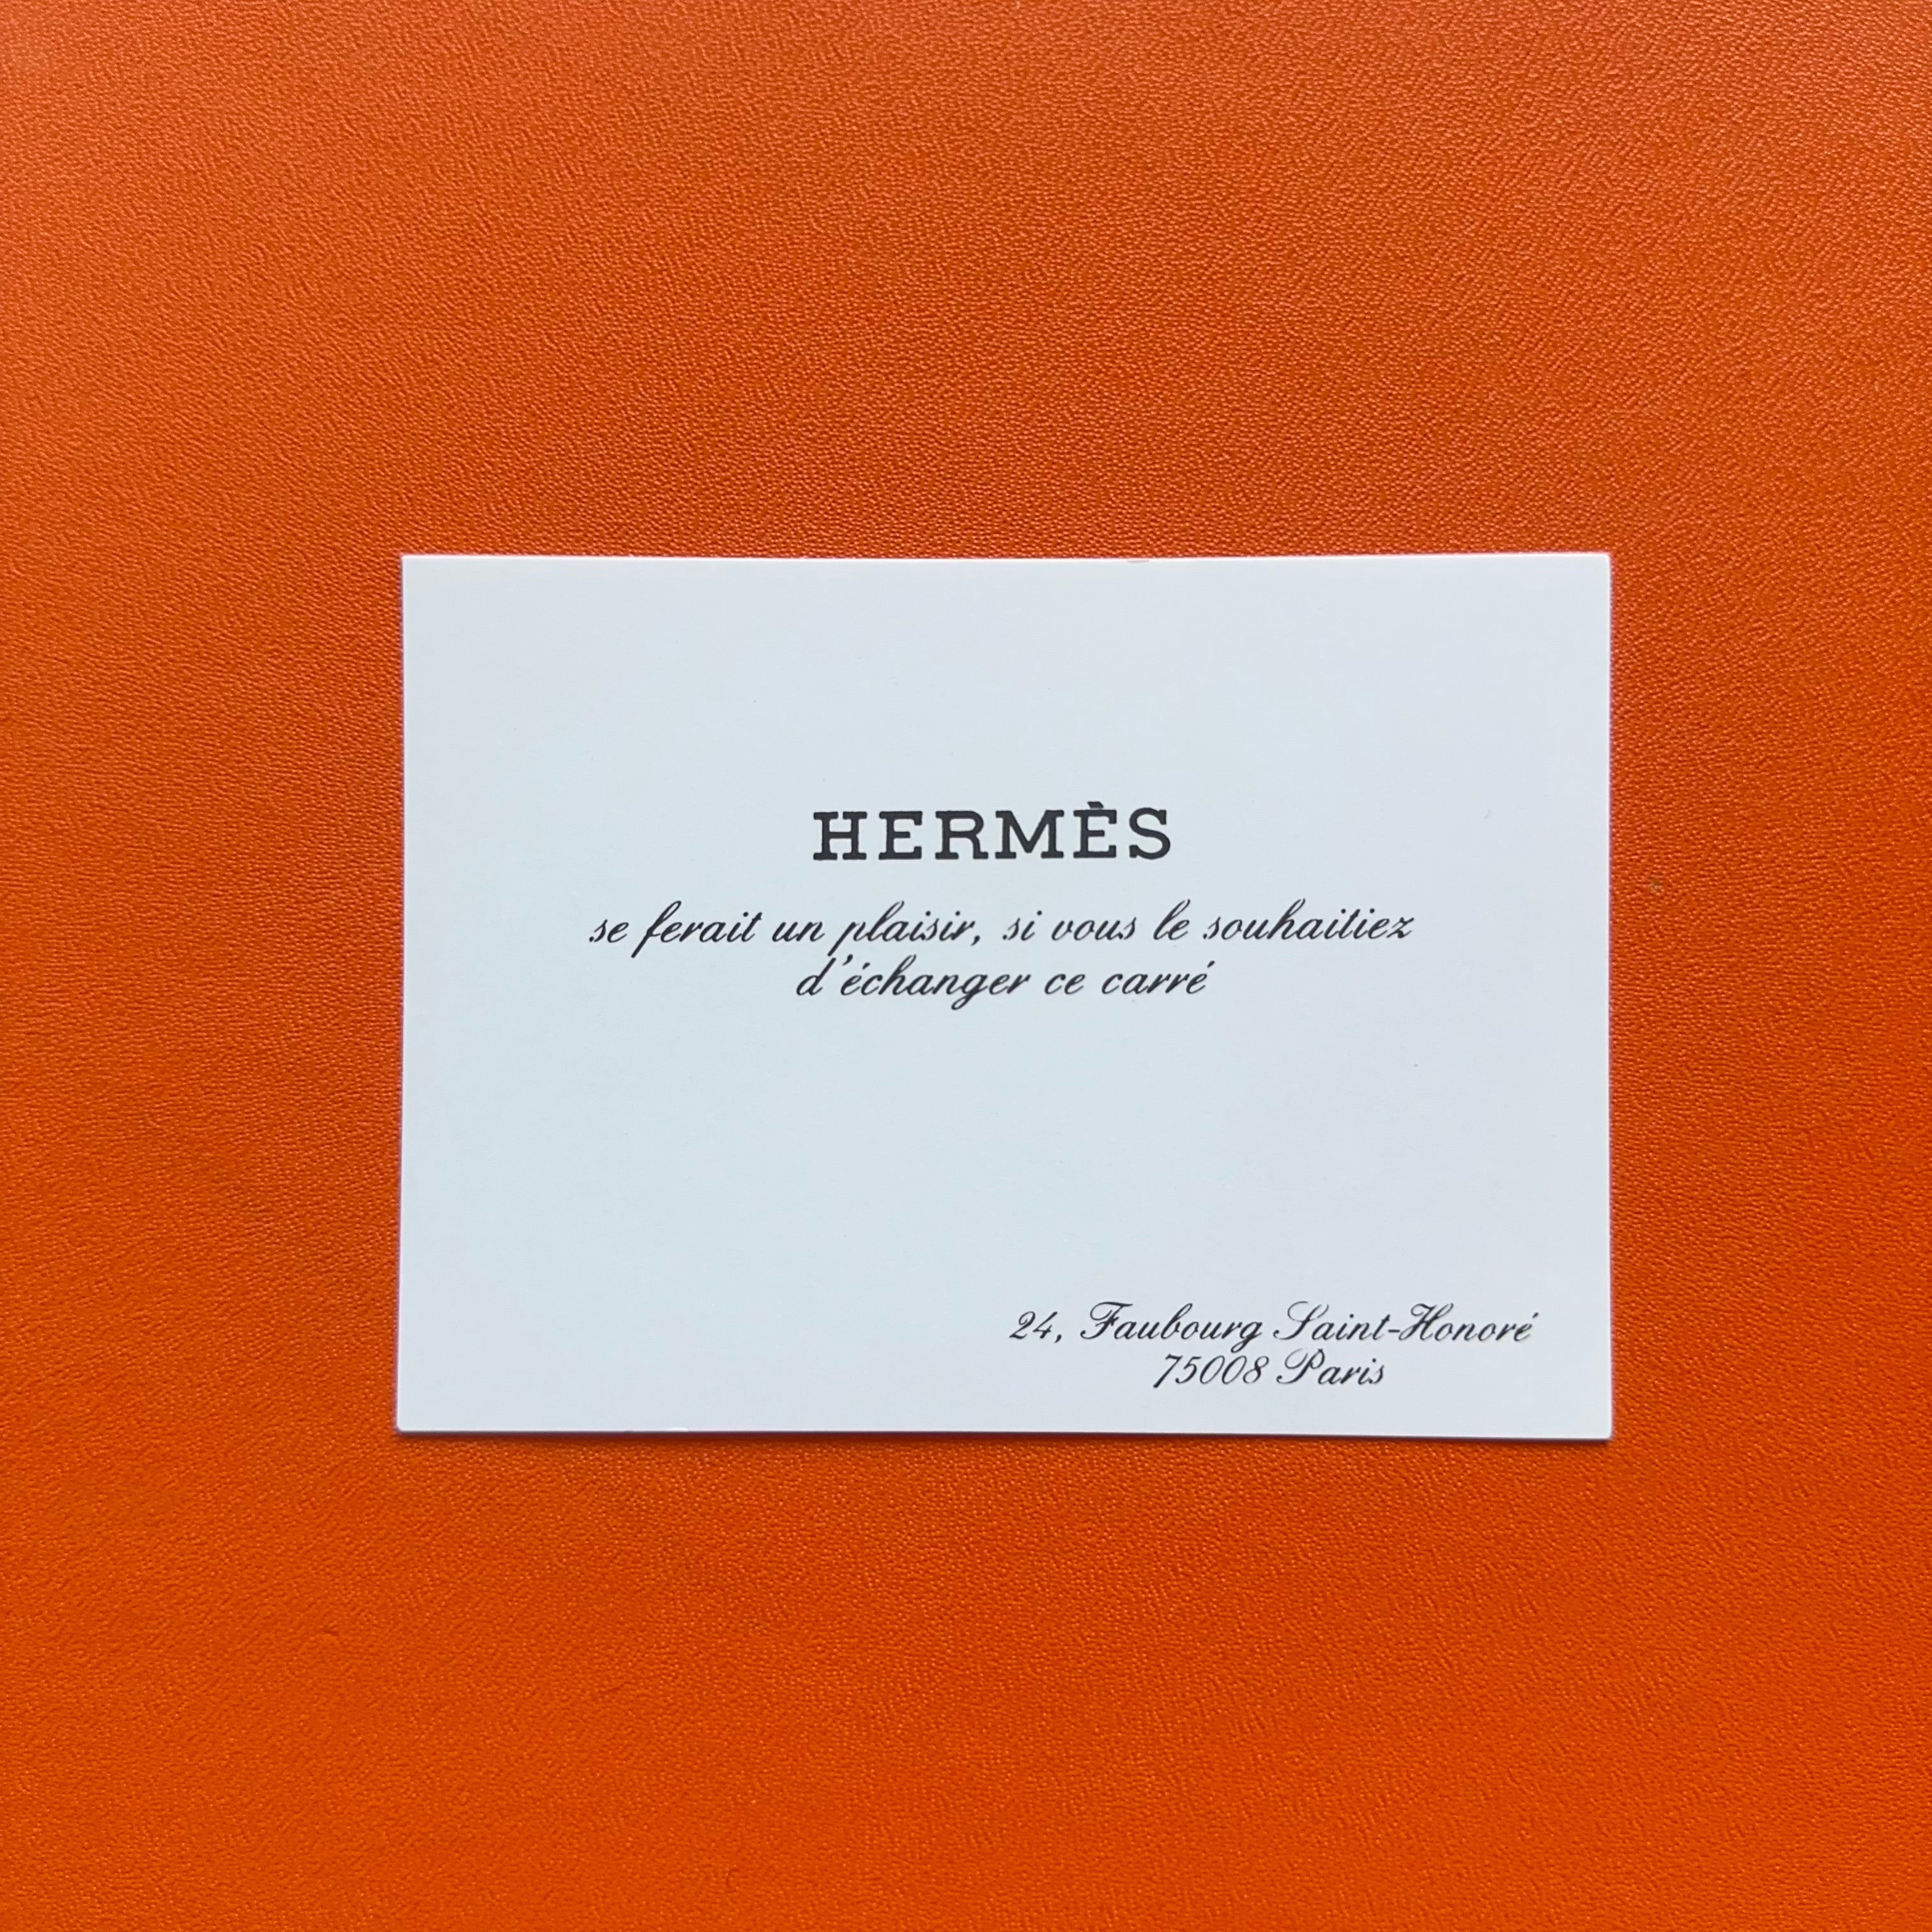 HERMÈS
se ferait un plaisir, si vous le souhaitiez
d'échanger ce carré
24, Faubourg Saint-Honoré
75008 Paris